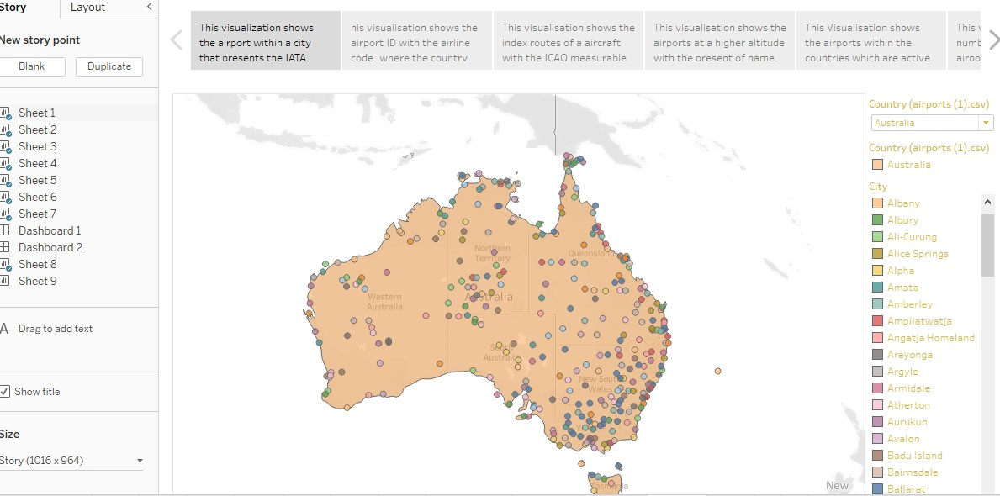 Story
Layout
New story point
Blank
Duplicate
Sheet 1
Sheet 2
Sheet 3
Sheet 4
Sheet 5
Sheet 6
Sheet 7
Dashboard 1
Dashboard 2
Sheet 8
Sheet 9
A Drag to add text
Show title
Size
Story (1016 x 964)
This visualization shows
the airport within a city
that presents the IATA.
his visualisation shows the
airport ID with the airline
code, where the country
This visualisation shows the
index routes of a aircraft
with the ICAO measurable
This visualisation shows the
airports at a higher altitude
with the present of name.
This Visualisation shows
the airports within the
countries which are active
This
numb
airpo
Northern
Territory
Queensland
Western
Australia
Australia
South
Australia
New South
Wales
Tasmania
New
Country (airports (1).csv)
Australia
Country (airports (1).csv)
Australia
City
Albany
Albury
Ali-Curung
Alice Springs
Alpha
Amata
Amberley
Ampilatwatja
Angatja Homeland
Areyonga
Argyle
Armidale
Atherton
Aurukun
Avalon
Badu Island
Bairnsdale
Ballarat